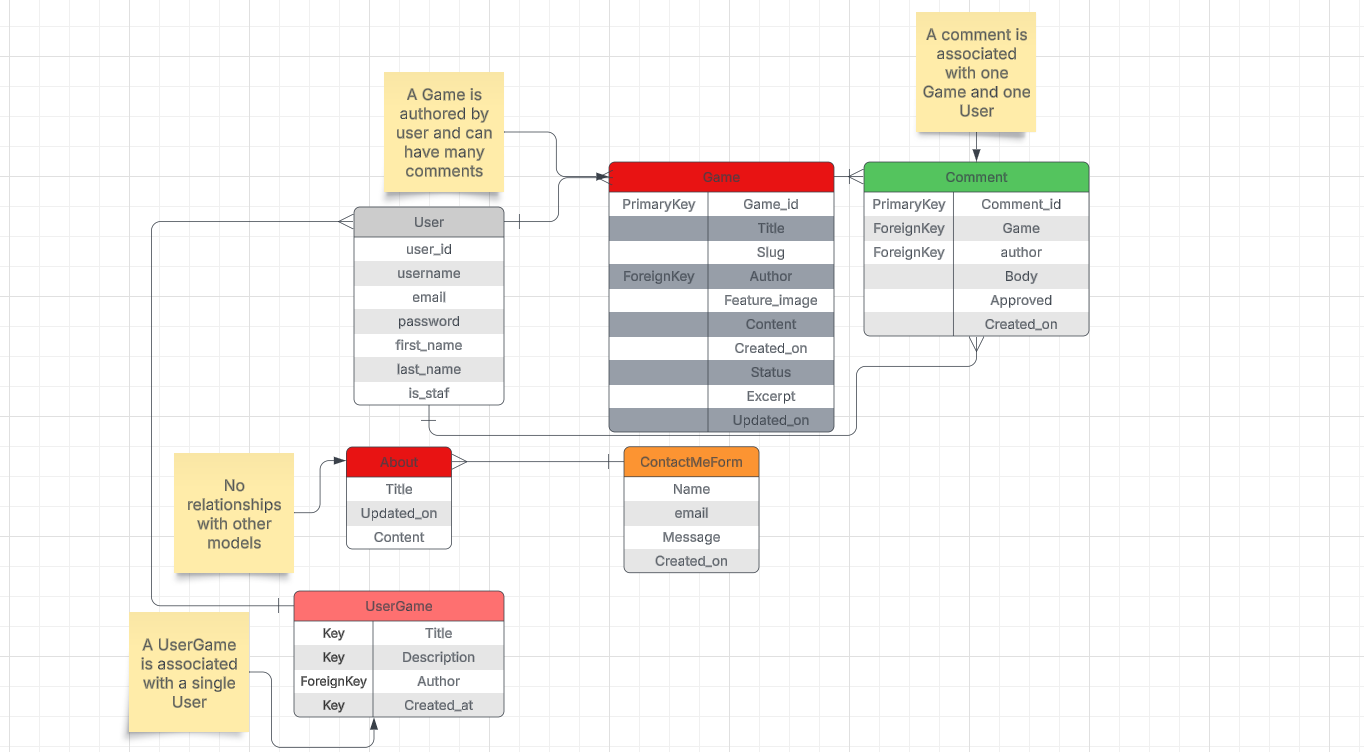 A comment is
associated
with one
Game and one
User
A Game is
authored by
user and can
have many
comments
Game
PrimaryKey Game_id
Title
Slug
ForeignKey Author
Feature_image
Content
Created_on
Status
Excerpt
Updated_on
Comment
PrimaryKey Comment_id
ForeignKey Game
ForeignKey author
Body
Approved
Created_on
User
user_id
username
email
password
first_name
last_name
is_staf
No
relationships
with other
models
About
Title
Updated_on
Content
ContactMeForm
Name
email
Message
Created_on
A UserGame
is associated
with a single
User
UserGame
Key Title
Key Description
ForeignKey Author
Key Created_at